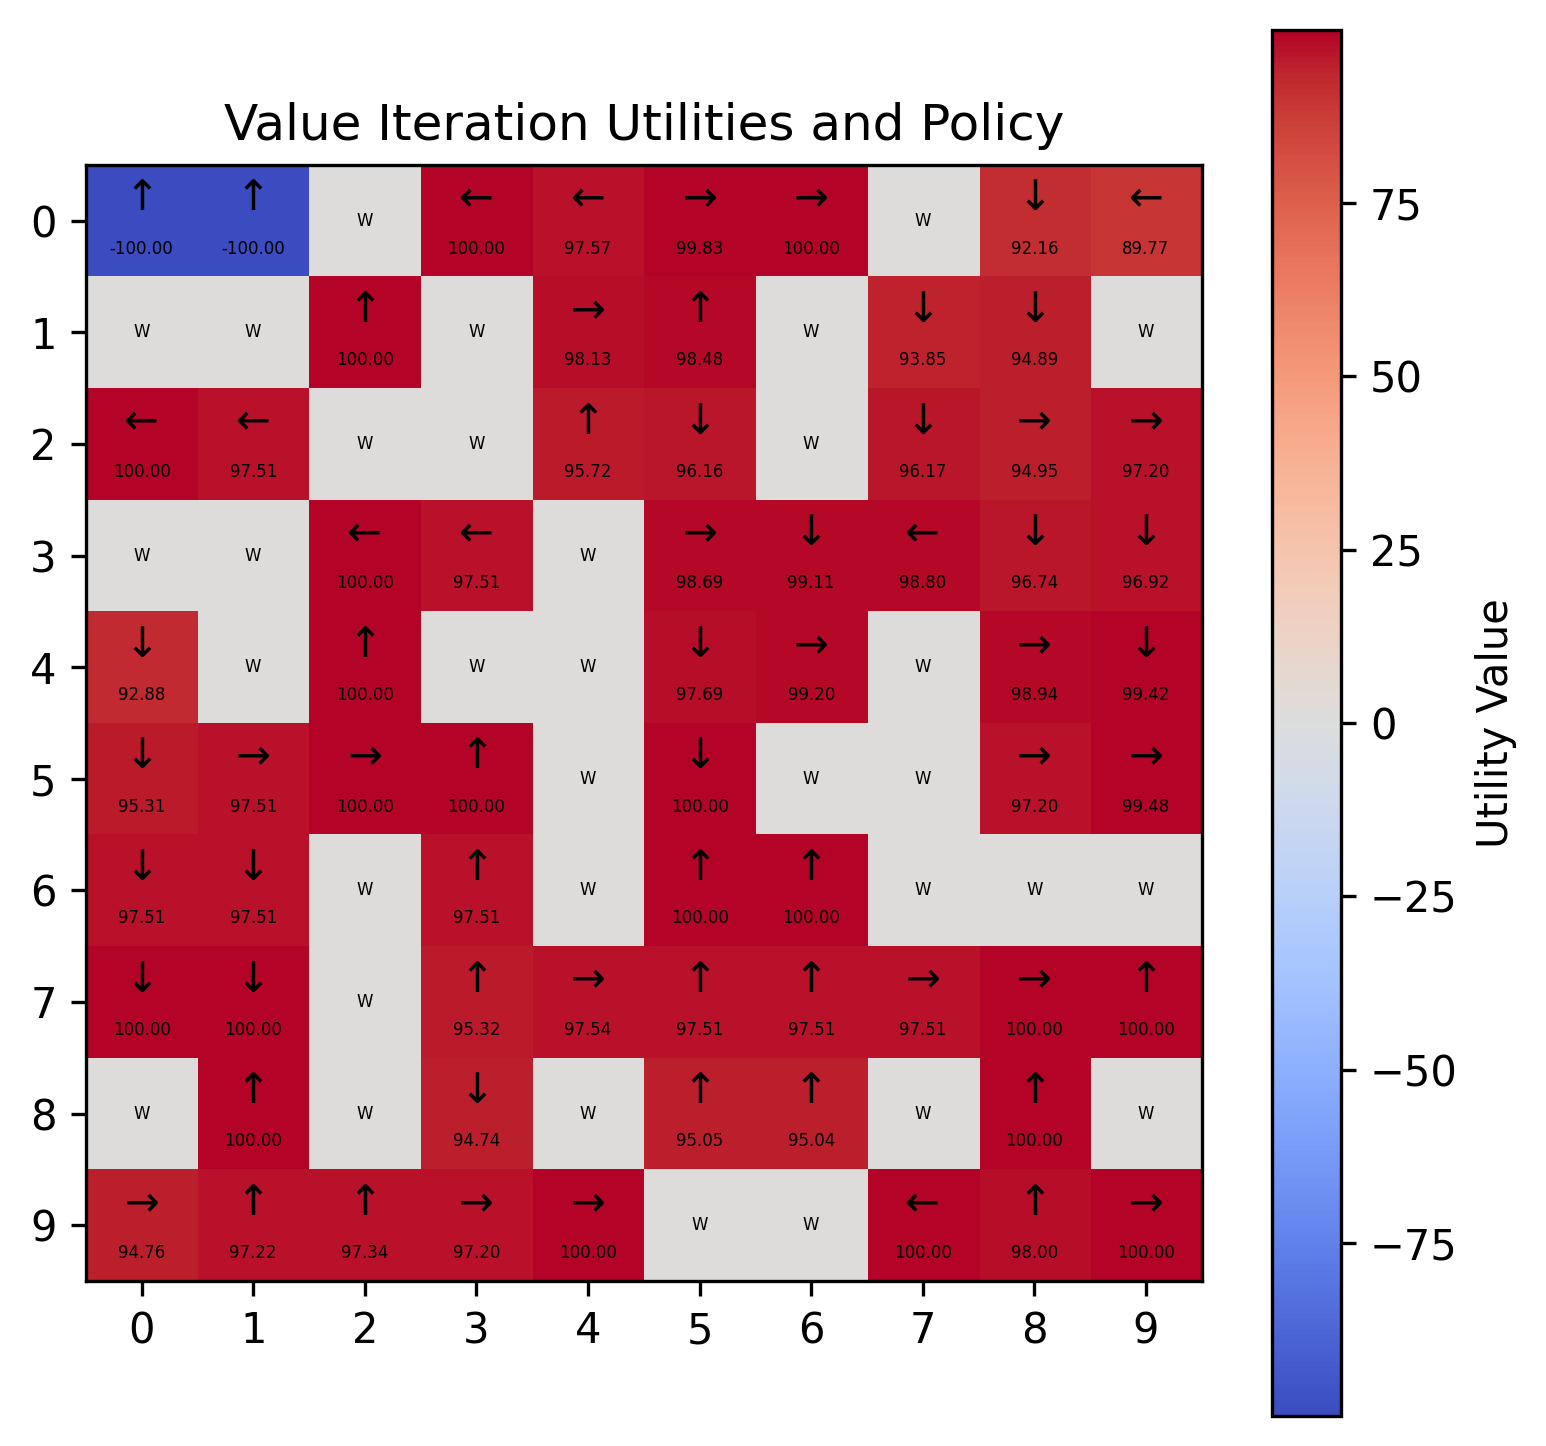 Value Iteration Utilities and Policy
0 ↑ ↑ W ← ← → → W ↓ ←
-100.00 -100.00 100.00 97.57 99.83 100.00 92.16 89.77
1 W W ↑ W → ↑ W ↓ ↓ W
100.00 98.13 98.48 93.85 94.89
2 ← ← W W ↑ ↓ W ↓ → →
100.00 97.51 95.72 96.16 96.17 94.95 97.20
3 W W ← ← W → ↓ ← ↓ ↓
100.00 97.51 98.69 99.11 98.80 96.74 96.92
4 ↓ W ↑ W W ↓ → W → ↓
92.88 100.00 97.69 99.20 98.94 99.42
5 ↓ → → ↑ W ↓ W W → →
95.31 97.51 100.00 100.00 100.00 97.20 99.48
6 ↓ ↓ W ↑ W ↑ ↑ W W W
97.51 97.51 97.51 100.00 100.00
7 ↓ ↓ W ↑ → ↑ ↑ → → ↑
100.00 100.00 95.32 97.54 97.51 97.51 97.51 100.00 100.00
8 W ↑ W ↓ W ↑ ↑ W ↑ W
100.00 94.74 95.05 95.04 100.00
9 → ↑ ↑ → → W W ← ↑ →
94.76 97.22 97.34 97.20 100.00 100.00 98.00 100.00
0 1 2 3 4 5 6 7 8 9
75
50
25
0
−25
−50
−75
Utility Value